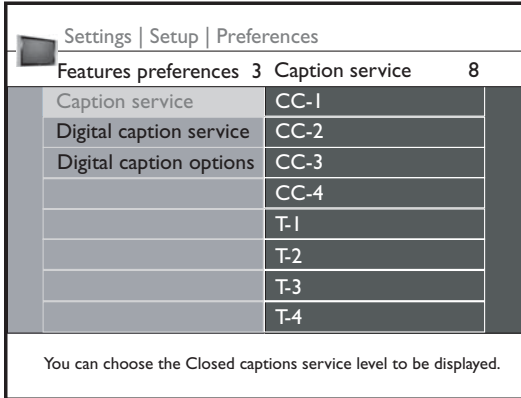 Settings | Setup | Preferences
Features preferences 3 Caption service 8
Caption service CC-1
Digital caption service CC-2
Digital caption options CC-3
CC-4
T-1
T-2
T-3
T-4
You can choose the Closed captions service level to be displayed.